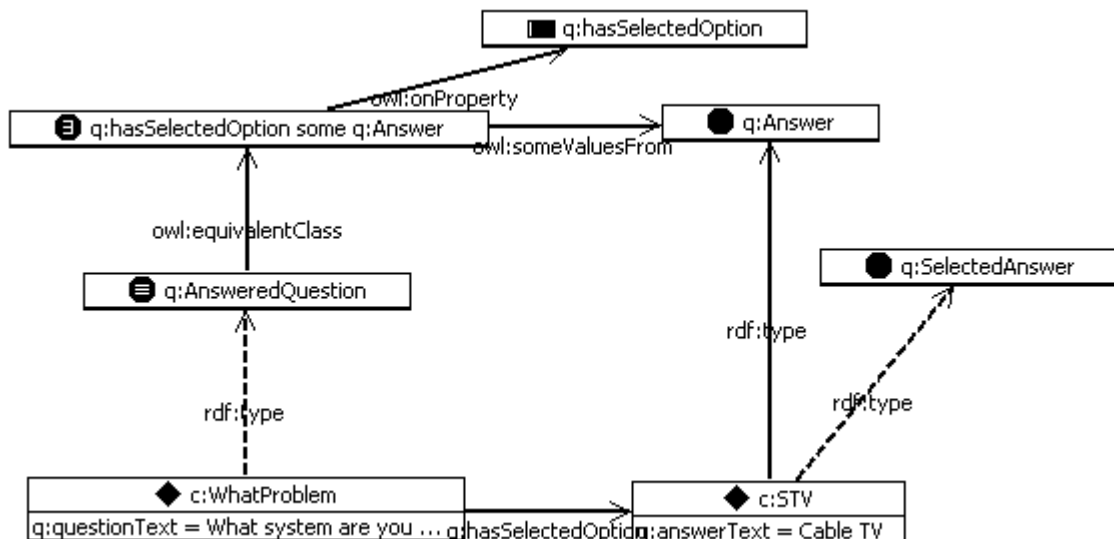 q:hasSelectedOption
owl:onProperty
q:hasSelectedOption some q:Answer
q:Answer
owl:someValuesFrom
owl:equivalentClass
q:SelectedAnswer
q:AnsweredQuestion
rdf:type
rdf:type
rdf:type
c:WhatProblem
c:STV
q:questionText = What system are you ...
q:hasSelectedOption
q:answerText = Cable TV